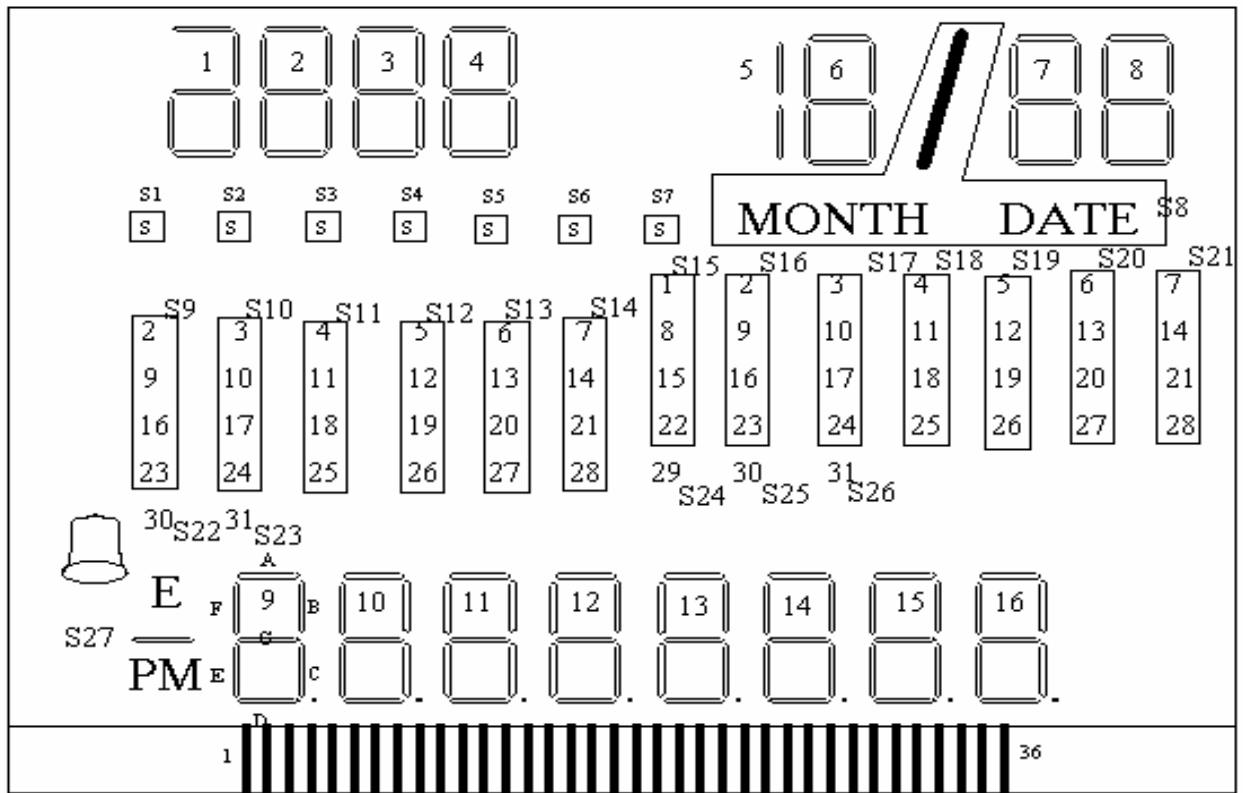 1 2 3 4 5 6 7 8
S1 S2 S3 S4 S5 S6 S7
S S S S S S S
MONTH DATE S8
S15 S16 S17 S18 S19 S20 S21
1 2 3 4 5 6 7
S9 S10 S11 S12 S13 S14
2 3 4 5 6 7 8 9 10 11 12 13 14
9 10 11 12 13 14 15 16 17 18 19 20 21
16 17 18 19 20 21 22 23 24 25 26 27 28
23 24 25 26 27 28 29 30 31
S24 S25 S26
30 S22 31 S23
A
E F 9 B 10 11 12 13 14 15 16
S27 G
PM E C
D
1 36